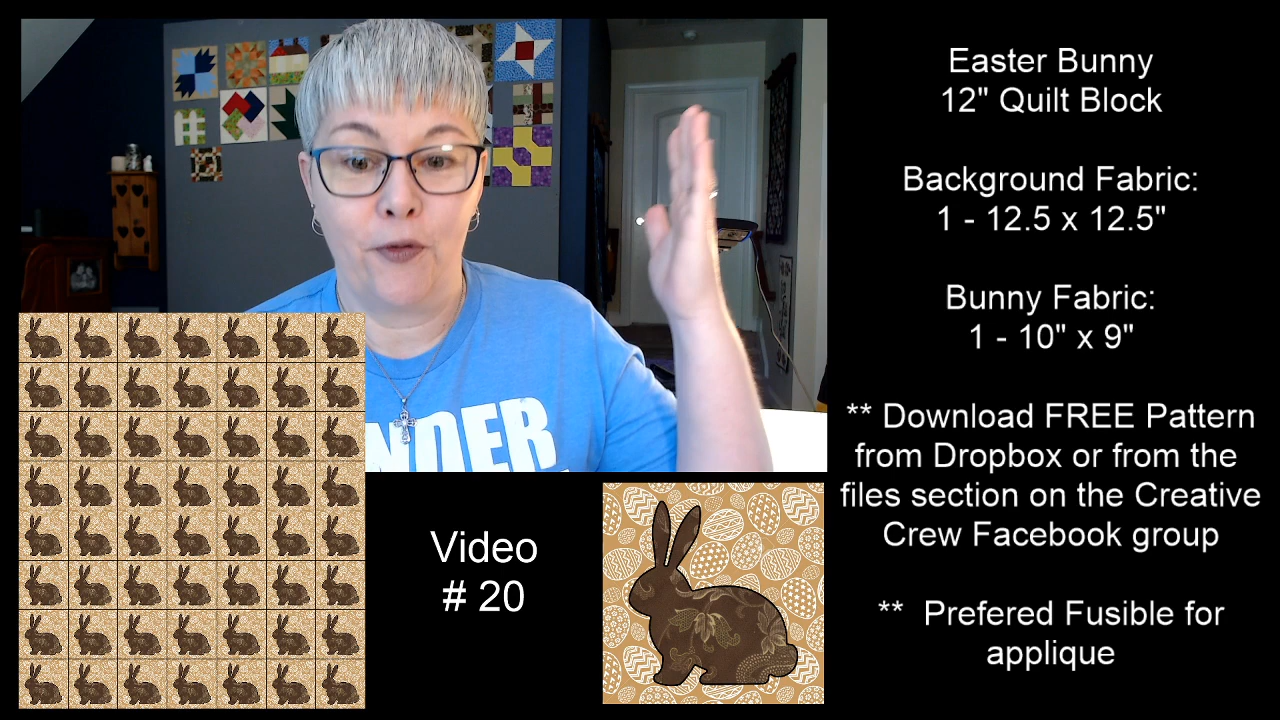 Easter Bunny
12" Quilt Block
Background Fabric:
1 - 12.5 x 12.5"
Bunny Fabric:
1 - 10" x 9"
** Download FREE Pattern
from Dropbox or from the
files section on the Creative
Crew Facebook group
** Prefered Fusible for
applique
Video
# 20